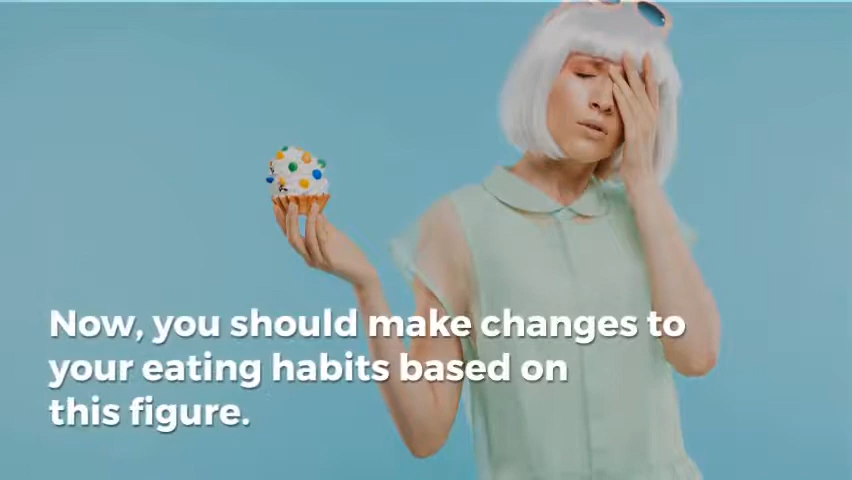 Now, you should make changes to
your eating habits based on
this figure.